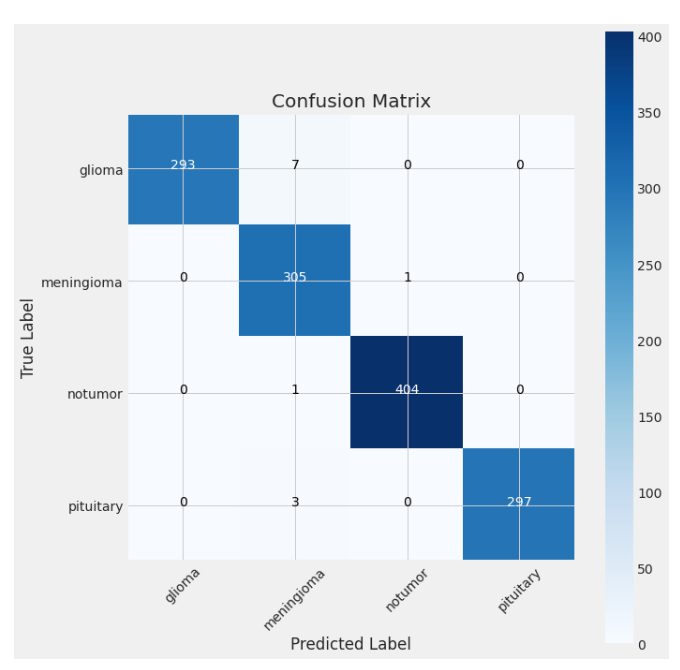 Confusion Matrix
True Label
glioma 293 7 0 0
meningioma 0 305 1 0
notumor 0 1 404 0
pituitary 0 3 0 297
glioma meningioma notumor pituitary
Predicted Label
400
350
300
250
200
150
100
50
0